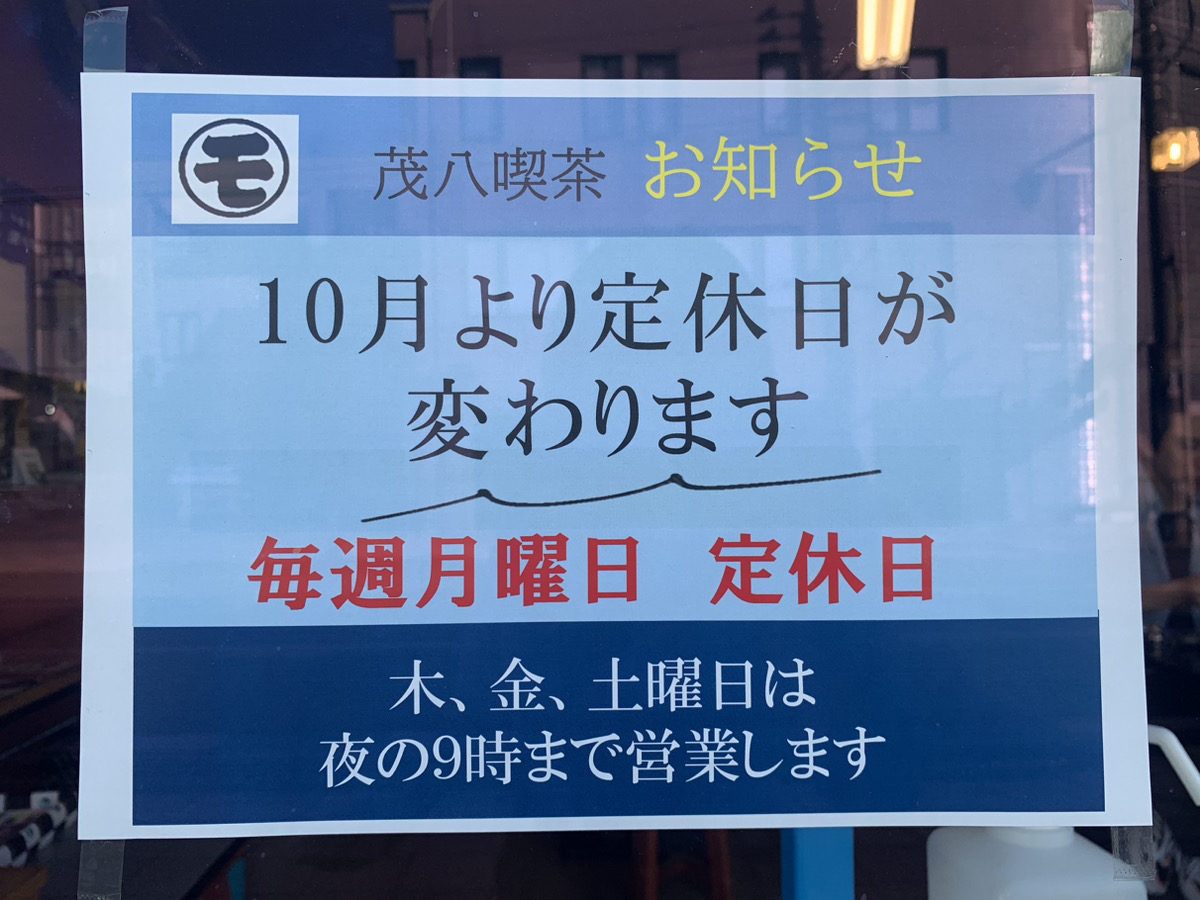 モ
茂八喫茶 お知らせ
10月より定休日が
変わります
毎週月曜日 定休日
木、金、土曜日は
夜の9時まで営業します